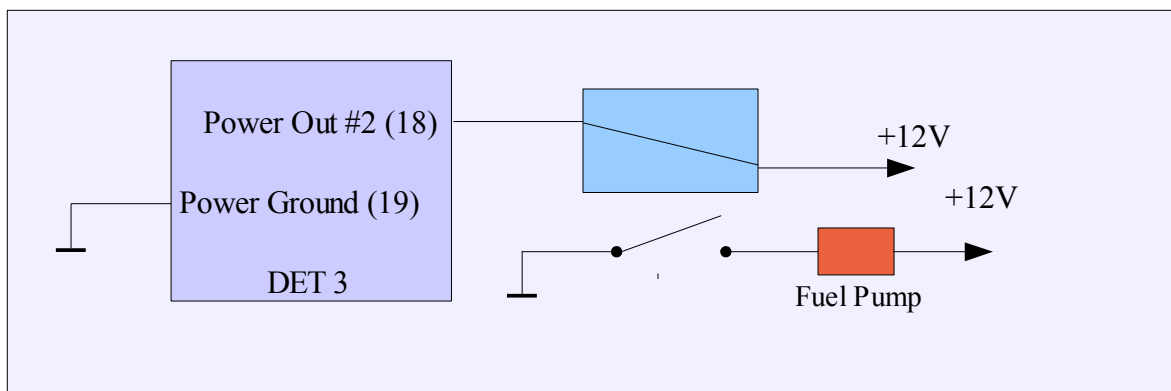 Power Out #2 (18)
+12V
Power Ground (19)
+12V
DET 3
Fuel Pump